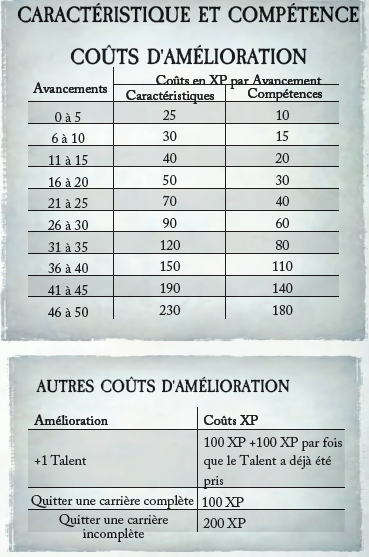 CARACTÉRISTIQUE ET COMPÉTENCE
COÛTS D'AMÉLIORATION
Avancements Coûts en XP par Avancement
Caractéristiques Compétences
0 à 5 25 10
6 à 10 30 15
11 à 15 40 20
16 à 20 50 30
21 à 25 70 40
26 à 30 90 60
31 à 35 120 80
36 à 40 150 110
41 à 45 190 140
46 à 50 230 180
AUTRES COÛTS D'AMÉLIORATION
Amélioration Coûts XP
+1 Talent 100 XP +100 XP par fois
que le Talent a déjà été
pris
Quitter une carrière complète 100 XP
Quitter une carrière
incomplète 200 XP